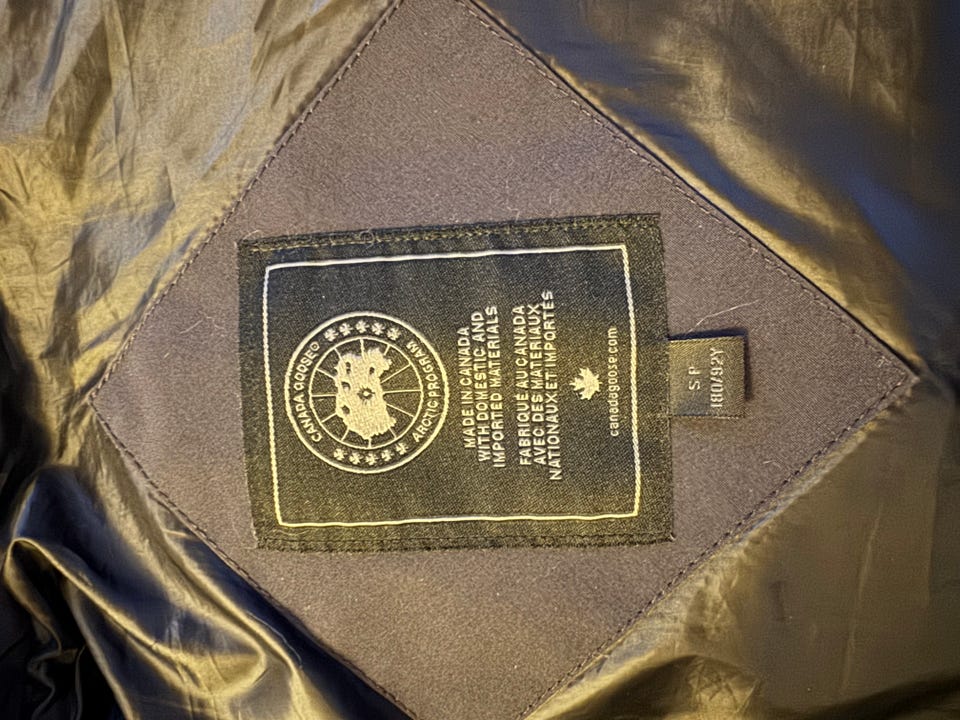 CANADA GOOSE®
ARCTIC PROGRAM
MADE IN CANADA
WITH DOMESTIC AND
IMPORTED MATERIALS
FABRIQUÉ AU CANADA
AVEC DES MATÉRIAUX
NATIONAUX ET IMPORTÉS
canadagoose.com
S P
180/92Y